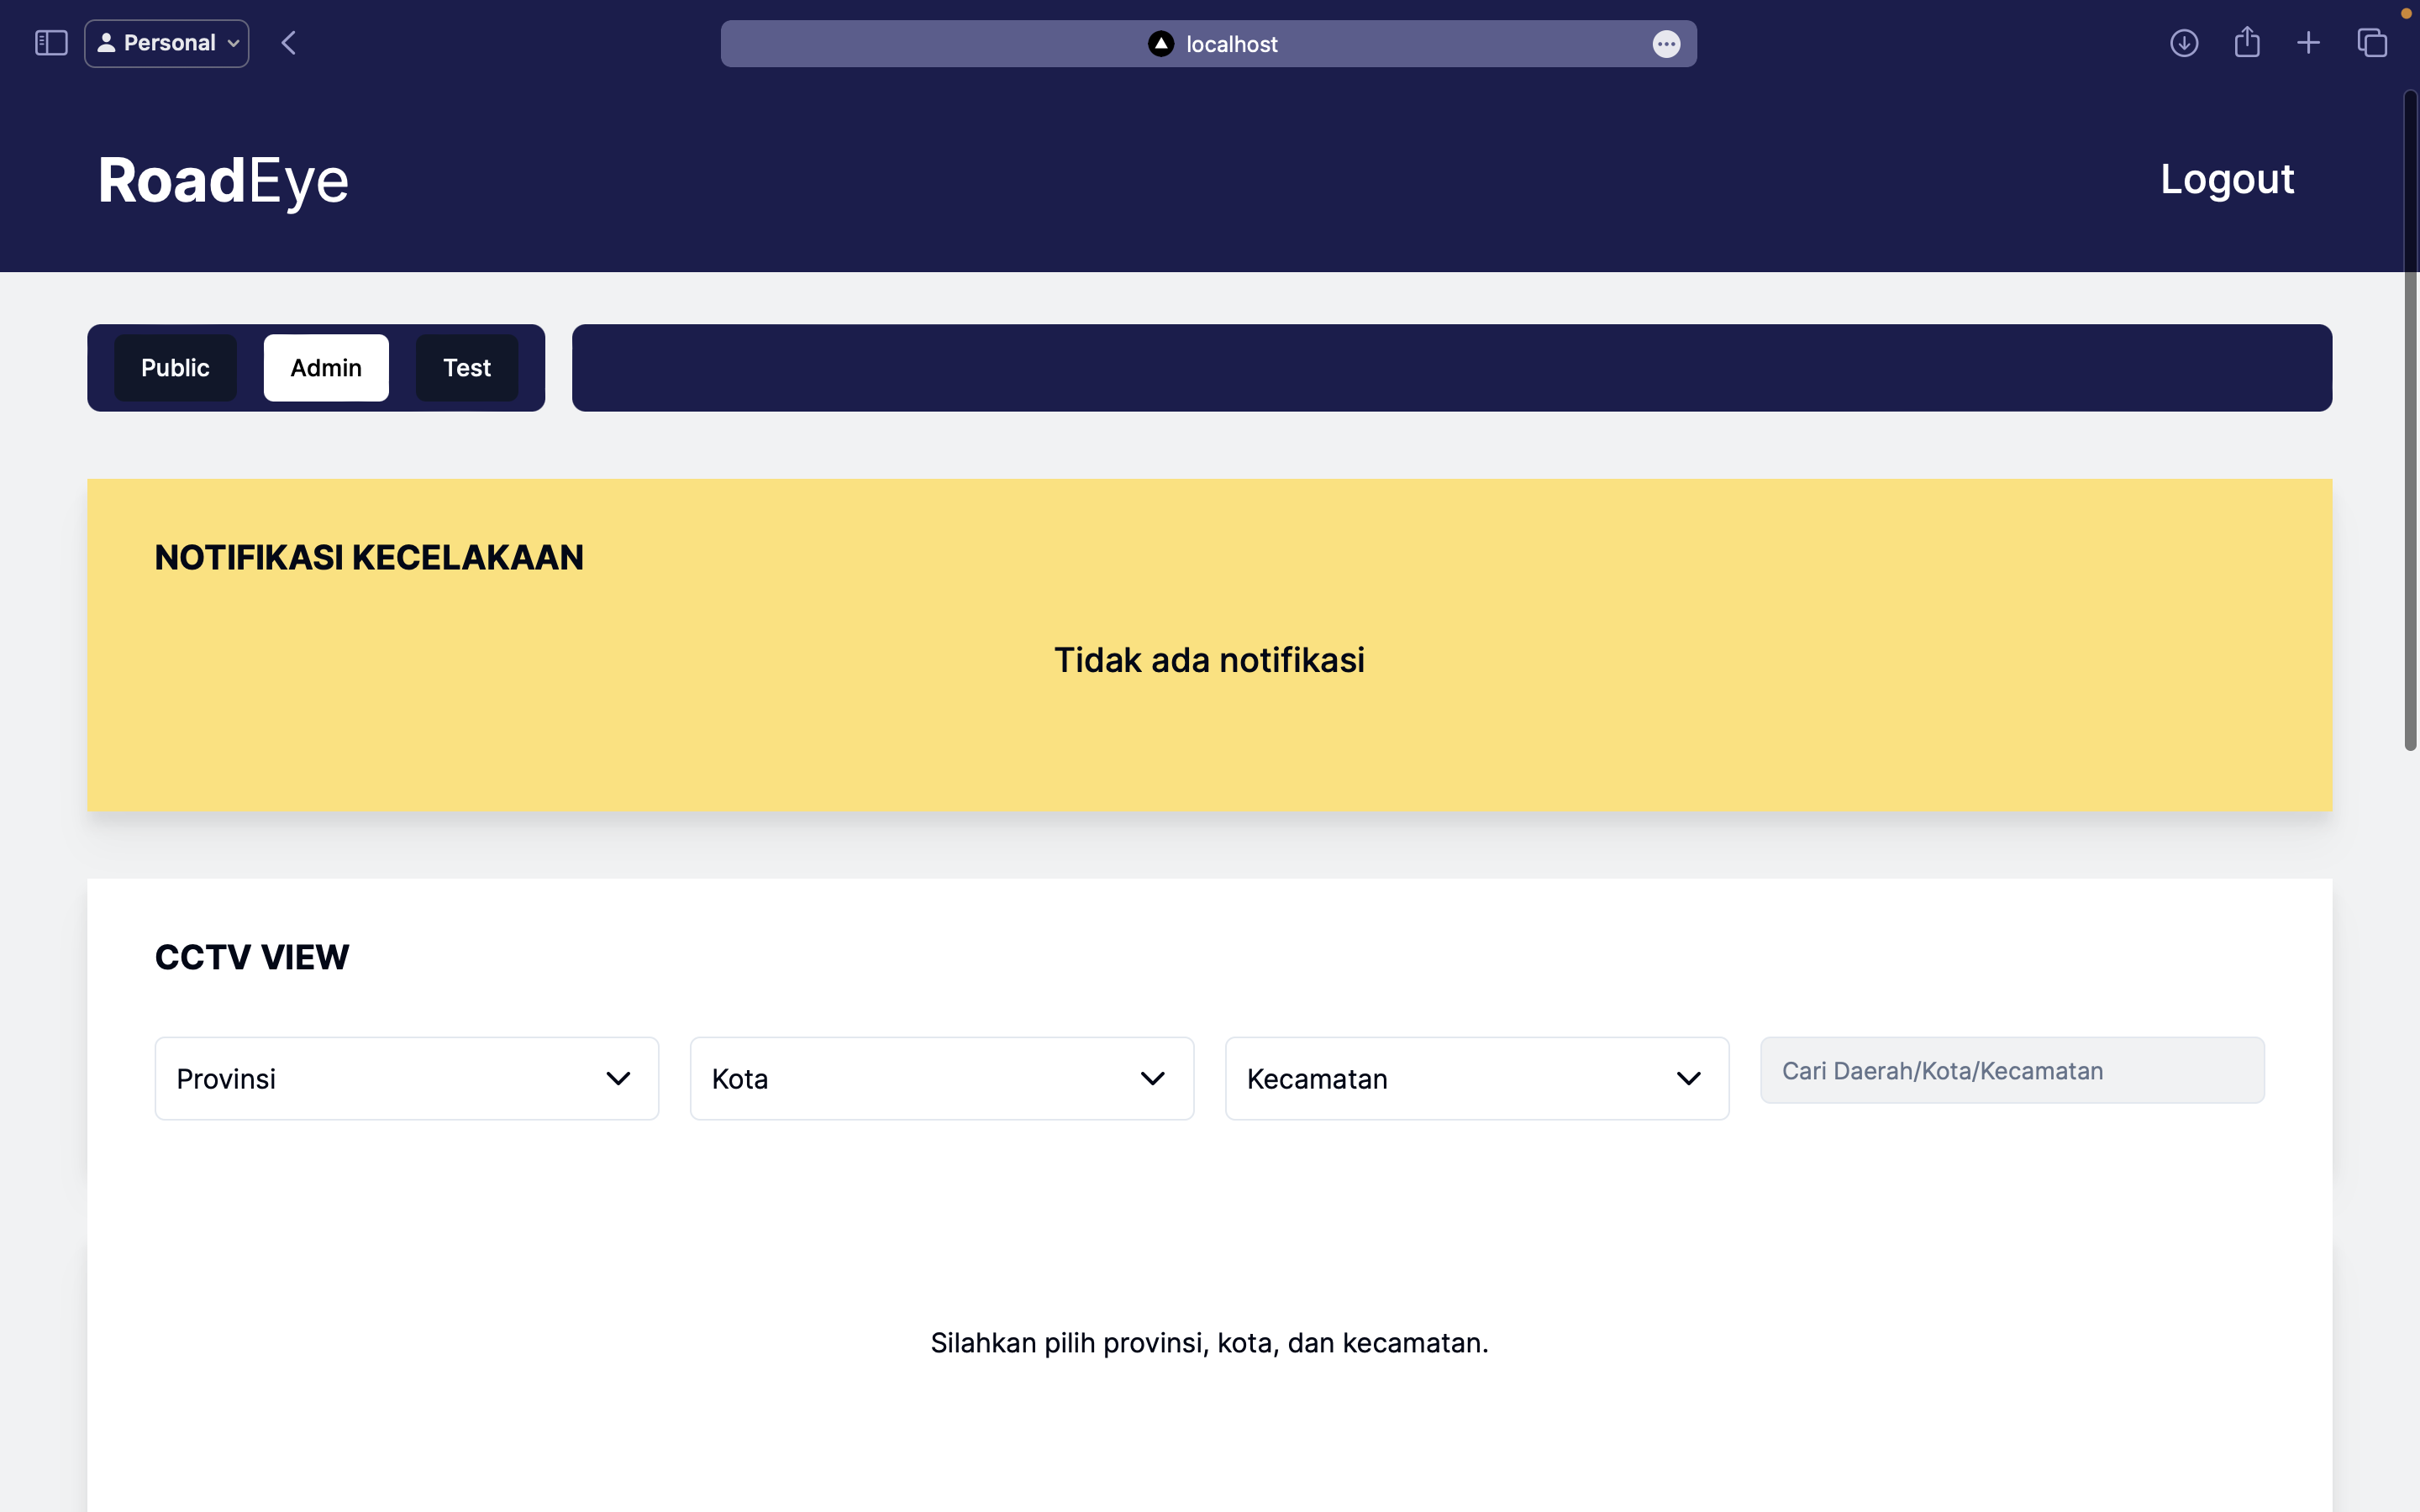 Personal
localhost
RoadEye
Logout
Public
Admin
Test
NOTIFIKASI KECELAKAAN
Tidak ada notifikasi
CCTV VIEW
Provinsi
Kota
Kecamatan
Cari Daerah/Kota/Kecamatan
Silahkan pilih provinsi, kota, dan kecamatan.